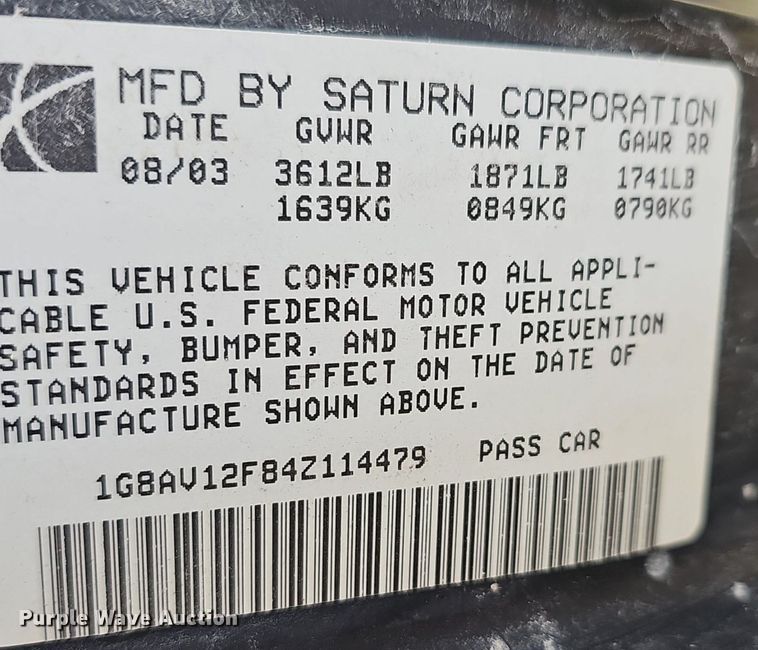 MFD BY SATURN CORPORATION
DATE GVWR GAWR FRT GAWR RR
08/03 3612LB 1871LB 1741LB
1639KG 0849KG 0790KG
THIS VEHICLE CONFORMS TO ALL APPLI-
CABLE U.S. FEDERAL MOTOR VEHICLE
SAFETY, BUMPER, AND THEFT PREVENTION
STANDARDS IN EFFECT ON THE DATE OF
MANUFACTURE SHOWN ABOVE.
1G8AV12F84Z114479 PASS CAR
Purple Wave Auction